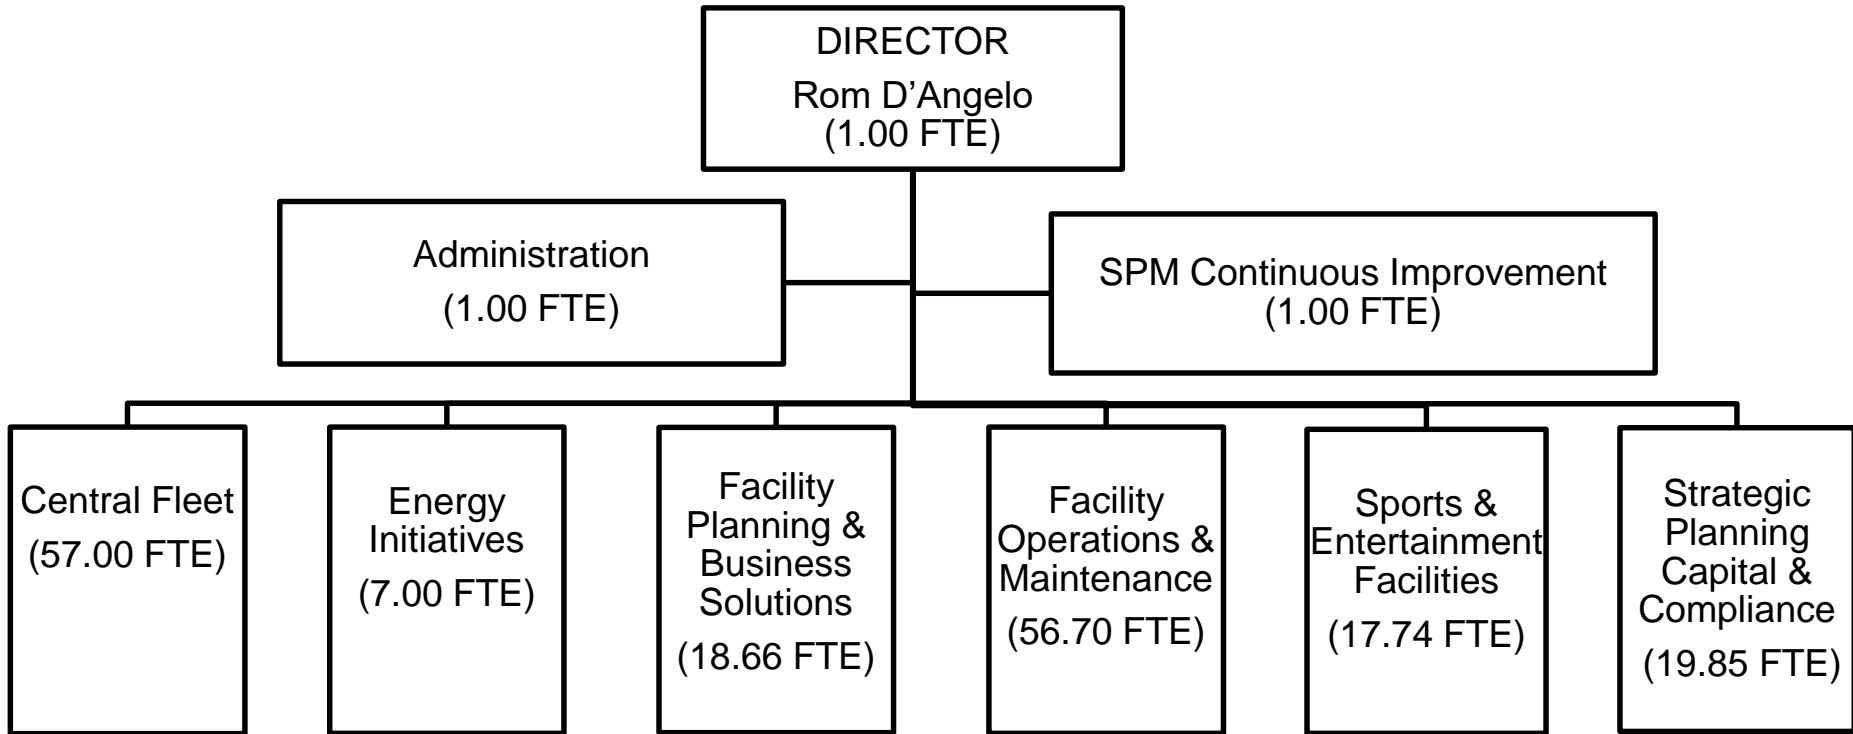 DIRECTOR
Rom D’Angelo
(1.00 FTE)
Administration
(1.00 FTE)
SPM Continuous Improvement
(1.00 FTE)
Central Fleet
(57.00 FTE)
Energy
Initiatives
(7.00 FTE)
Facility
Planning &
Business
Solutions
(18.66 FTE)
Facility
Operations &
Maintenance
(56.70 FTE)
Sports &
Entertainment
Facilities
(17.74 FTE)
Strategic
Planning
Capital &
Compliance
(19.85 FTE)